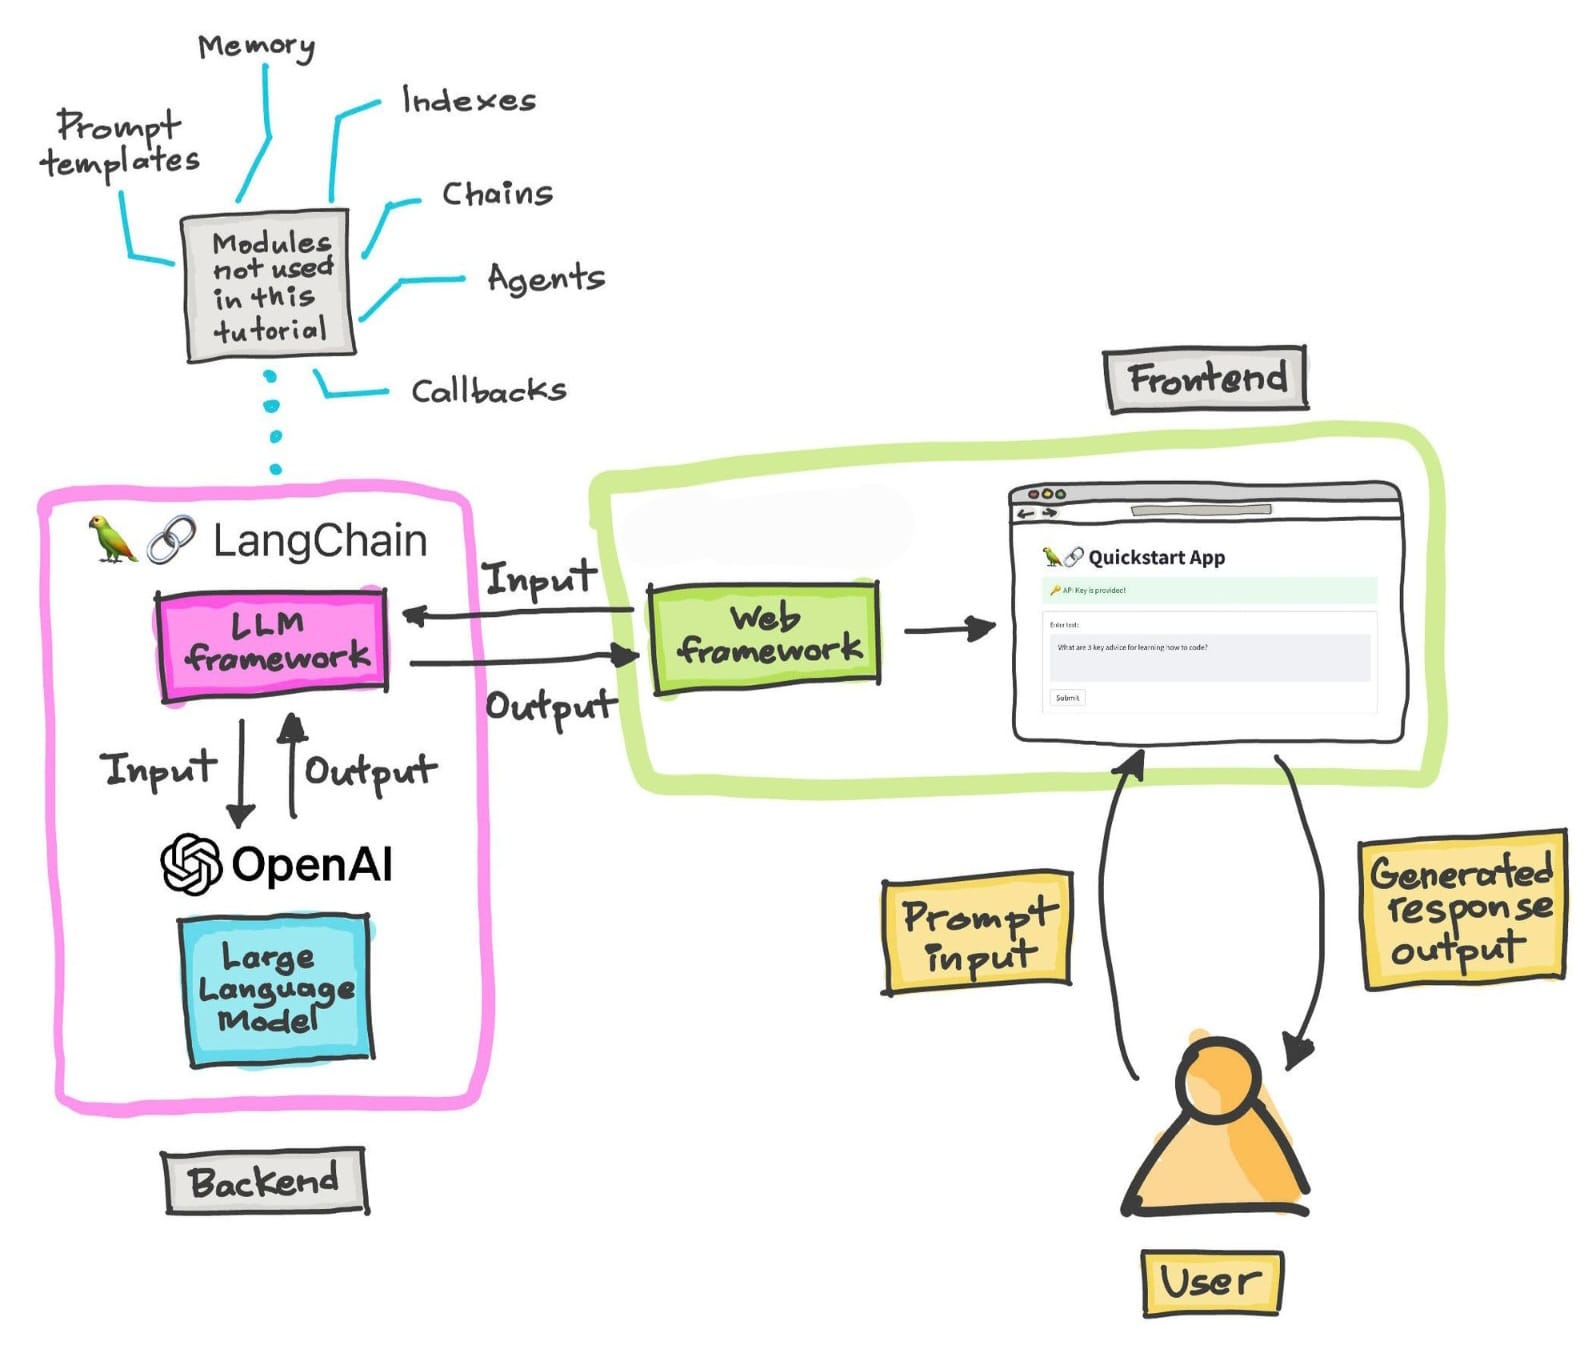 Memory
Indexes
Prompt
templates
Chains
Modules
not used
in this
tutorial
Agents
Callbacks
Frontend
LangChain
LLM
framework
Input
Output
Web
framework
Quickstart App
API Key is provided!
Enter text:
What are 3 key advice for learning how to code?
Submit
Input
Output
OpenAI
Large
Language
Model
Backend
Prompt
input
Generated
response
output
User